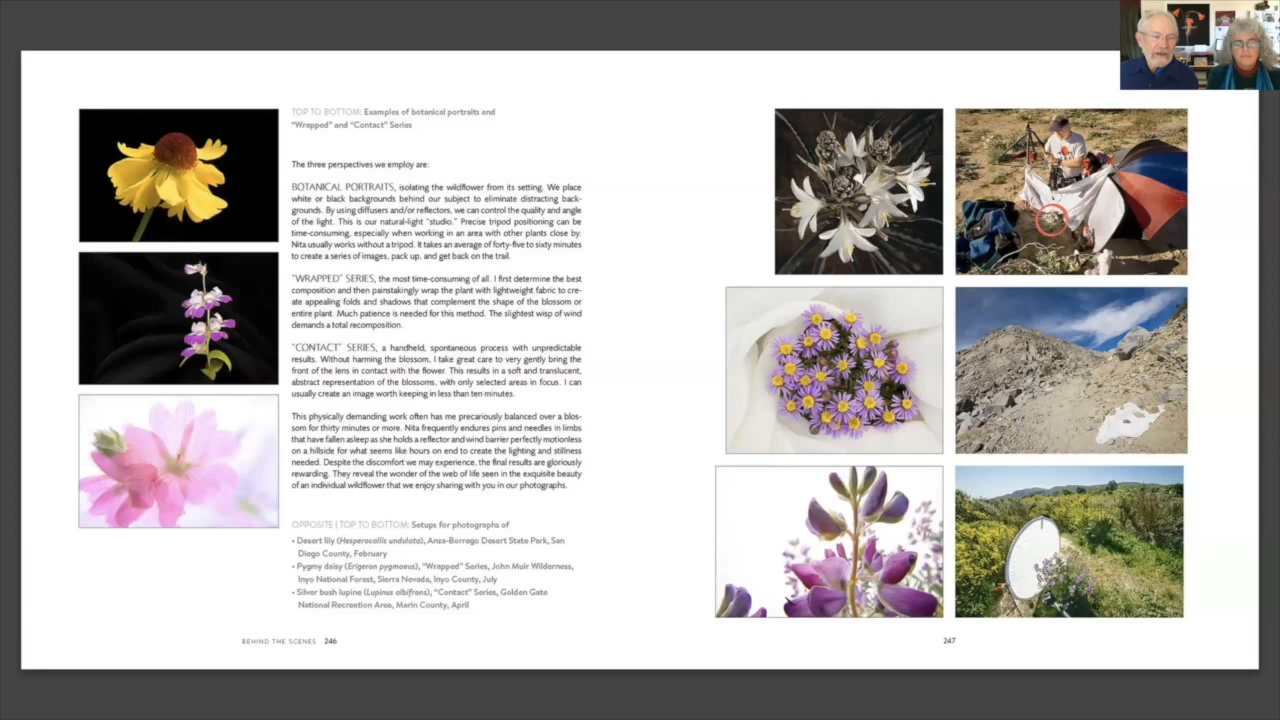 TOP TO BOTTOM: Examples of botanical portraits and
"Wrapped" and "Contact" Series
The three perspectives we employ are:
BOTANICAL PORTRAITS, isolating the wildflower from its setting. We place
white or black backgrounds behind our subject to eliminate distracting back-
grounds. By using diffusers and/or reflectors, we can control the quality and angle
of the light. This is our natural-light "studio." Precise tripod positioning can be
time-consuming, especially when working in an area with other plants close by.
Nita usually works without a tripod. It takes an average of forty-five to sixty minutes
to create a series of images, pack up, and get back on the trail.
"WRAPPED" SERIES, the most time-consuming of all. I first determine the best
composition and then painstakingly wrap the plant with lightweight fabric to cre-
ate appealing folds and shadows that complement the shape of the blossom or
entire plant. Much patience is needed for this method. The slightest wisp of wind
demands a total recomposition.
"CONTACT" SERIES, a handheld, spontaneous process with unpredictable
results. Without harming the blossom, I take great care to very gently bring the
front of the lens in contact with the flower. This results in a soft and translucent,
abstract representation of the blossoms, with only selected areas in focus. I can
usually create an image worth keeping in less than ten minutes.
This physically demanding work often has me precariously balanced over a blos-
som for thirty minutes or more. Nita frequently endures pins and needles in limbs
that have fallen asleep as she holds a reflector and wind barrier perfectly motionless
on a hillside for what seems like hours on end to create the lighting and stillness
needed. Despite the discomfort we may experience, the final results are gloriously
rewarding. They reveal the wonder of the web of life seen in the exquisite beauty
of an individual wildflower that we enjoy sharing with you in our photographs.
OPPOSITE | TOP TO BOTTOM: Setups for photographs of
• Desert lily (Hesperocallis undulata), Anza-Borrego Desert State Park, San
Diego County, February
• Pygmy daisy (Erigeron pygmaeus), "Wrapped" Series, John Muir Wilderness,
Inyo National Forest, Sierra Nevada, Inyo County, July
• Silver bush lupine (Lupinus albifrons), "Contact" Series, Golden Gate
National Recreation Area, Marin County, April
BEHIND THE SCENES 246
247